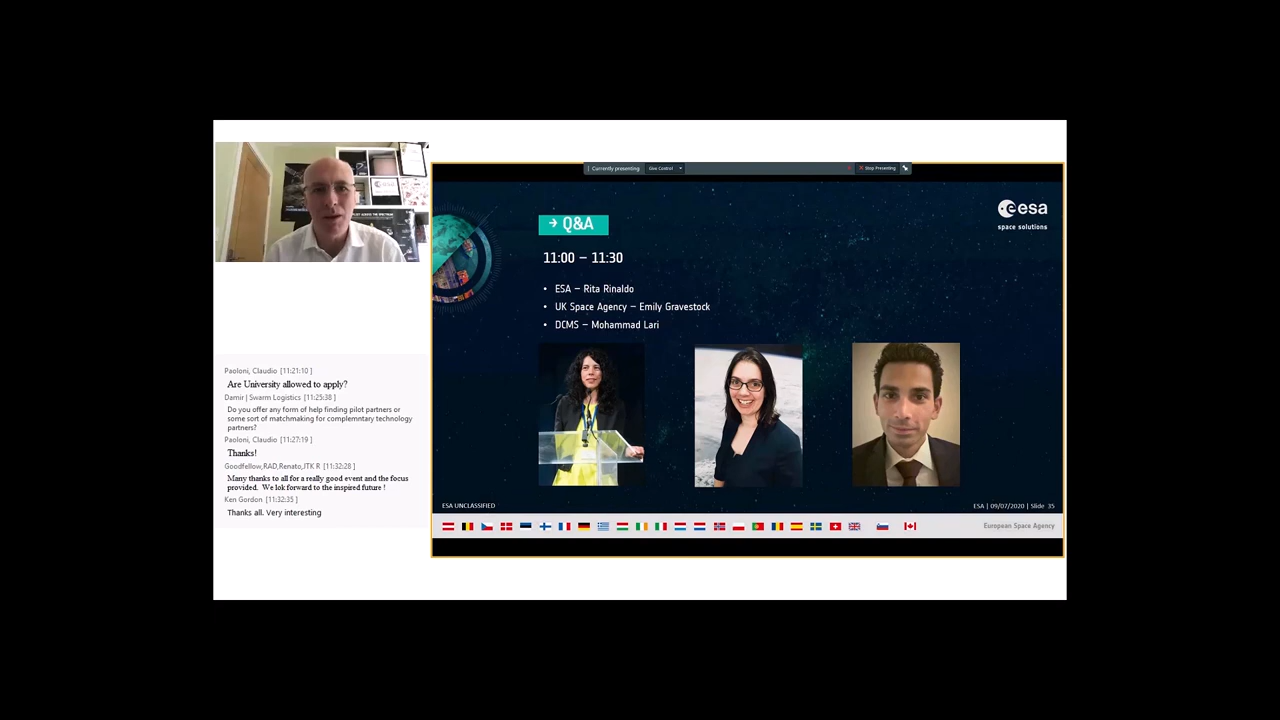 Currently presenting
Give Control
Stop Presenting
Q&A
esa
space solutions
11:00 – 11:30
• ESA – Rita Rinaldo
• UK Space Agency – Emily Gravestock
• DCMS – Mohammad Lari
Paoloni, Claudio [11:21:10 ]
Are University allowed to apply?
Damir | Swarm Logistics [11:25:38 ]
Do you offer any form of help finding pilot partners or
some sort of matchmaking for complemntary technology
partners?
Paoloni, Claudio [11:27:19 ]
Thanks!
Goodfellow,RAD,Renato,JTK R [11:32:28 ]
Many thanks to all for a really good event and the focus
provided. We lok forward to the inspired future !
Ken Gordon [11:32:35 ]
Thanks all. Very interesting
ESA UNCLASSIFIED
ESA | 09/07/2020 | Slide 35
European Space Agency